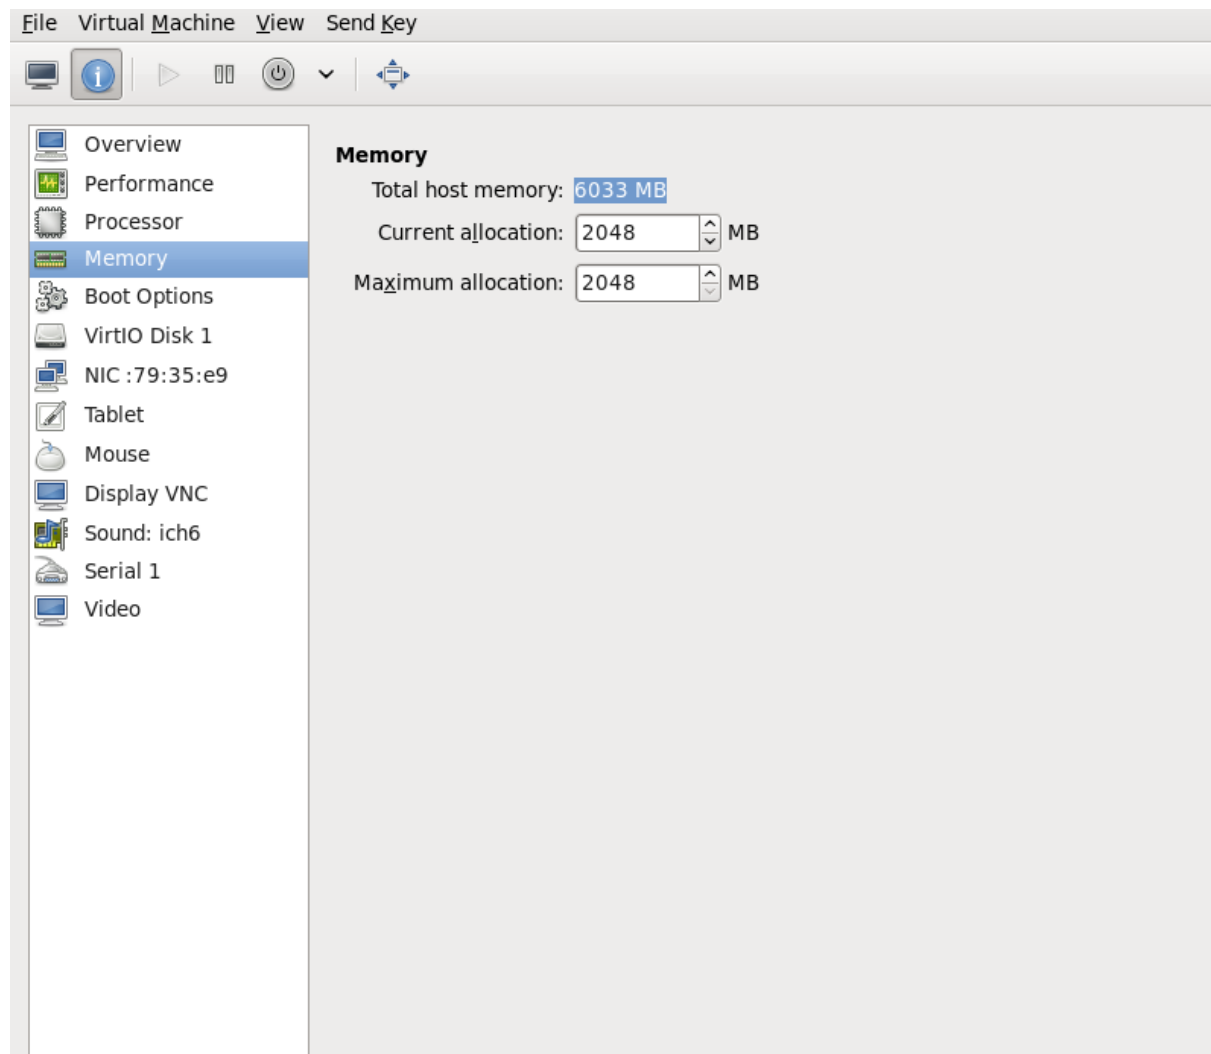 File Virtual Machine View Send Key
Overview
Performance
Processor
Memory
Boot Options
VirtIO Disk 1
NIC :79:35:e9
Tablet
Mouse
Display VNC
Sound: ich6
Serial 1
Video
Memory
Total host memory: 6033 MB
Current allocation: 2048 MB
Maximum allocation: 2048 MB